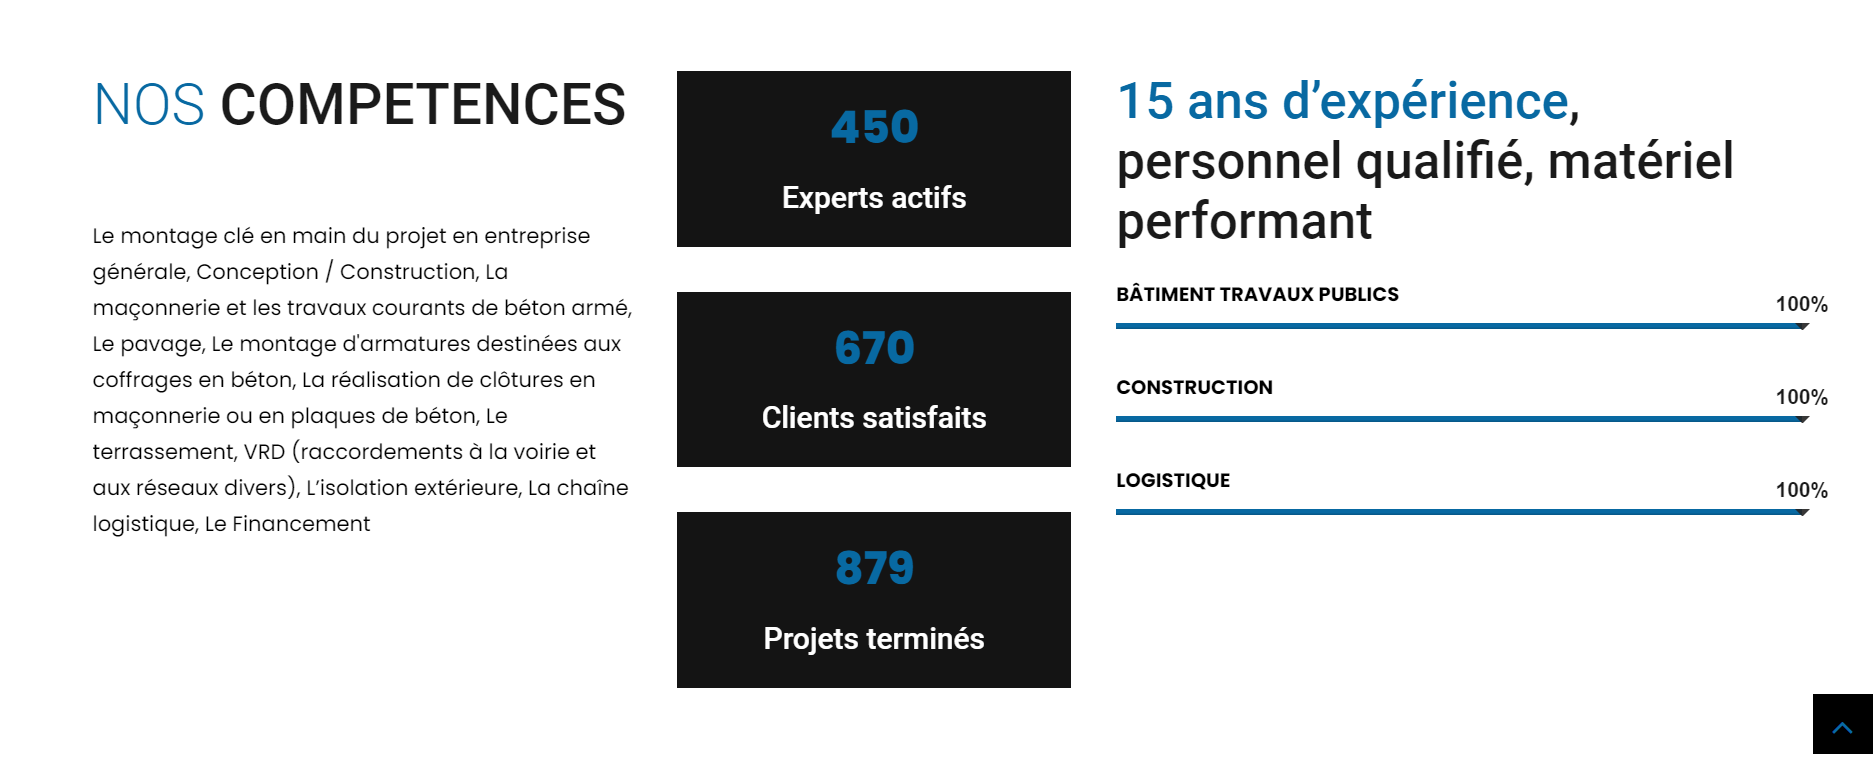 NOS COMPETENCES
Le montage clé en main du projet en entreprise
générale, Conception / Construction, La
maçonnerie et les travaux courants de béton armé,
Le pavage, Le montage d'armatures destinées aux
coffrages en béton, La réalisation de clôtures en
maçonnerie ou en plaques de béton, Le
terrassement, VRD (raccordements à la voirie et
aux réseaux divers), L’isolation extérieure, La chaîne
logistique, Le Financement
450
Experts actifs
670
Clients satisfaits
879
Projets terminés
15 ans d’expérience,
personnel qualifié, matériel
performant
BÂTIMENT TRAVAUX PUBLICS
100%
CONSTRUCTION
100%
LOGISTIQUE
100%